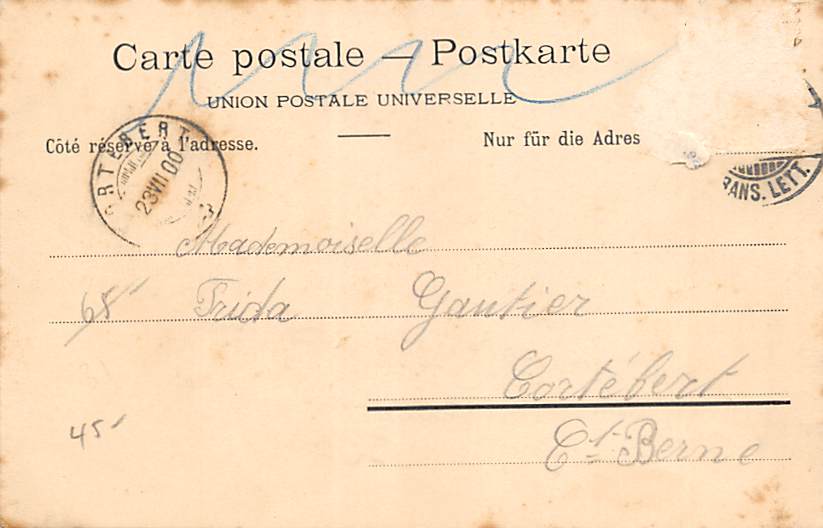 Carte postale — Postkarte
UNION POSTALE UNIVERSELLE
Côté réservé à l'adresse.
Nur für die Adres
RTEBERT
23 VII 00
RANS. LETT.
Mademoiselle
65-
Frida Gautier
Cortébert
45-
Ct. Berne